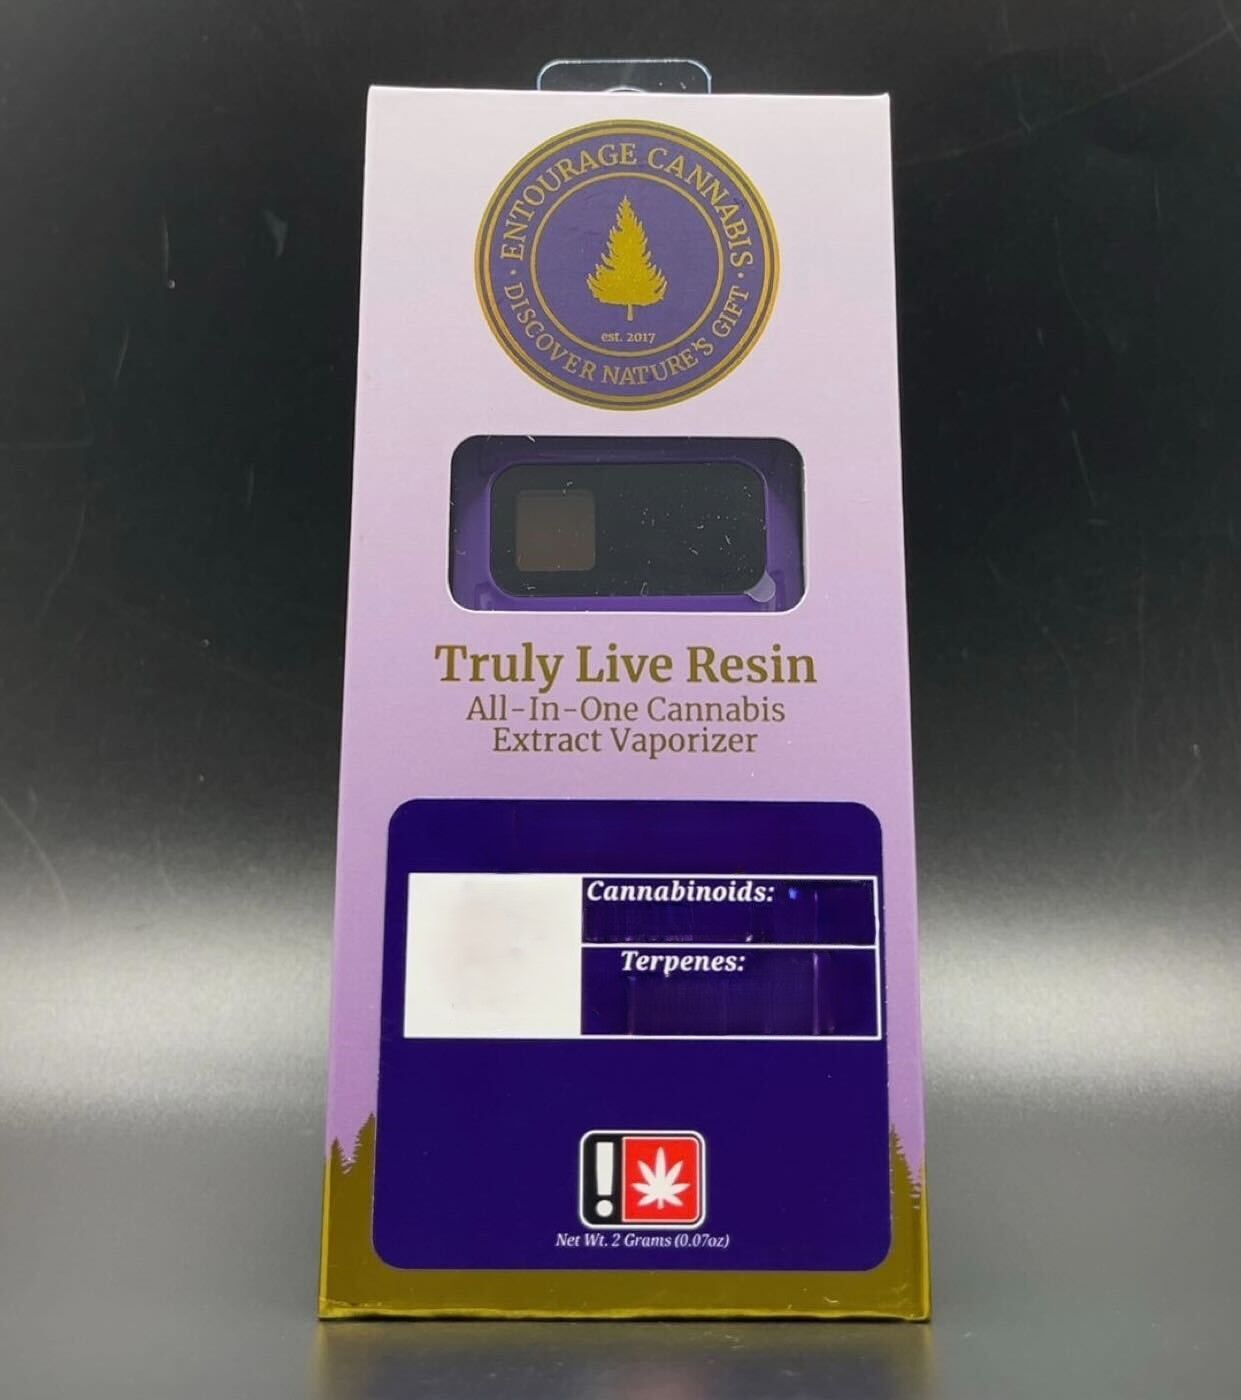 ENTOURAGE CANNABIS
est. 2017
DISCOVER NATURE'S GIFT
Truly Live Resin
All-In-One Cannabis
Extract Vaporizer
Cannabinoids:
Terpenes:
!
Net Wt. 2 Grams (0.07oz)